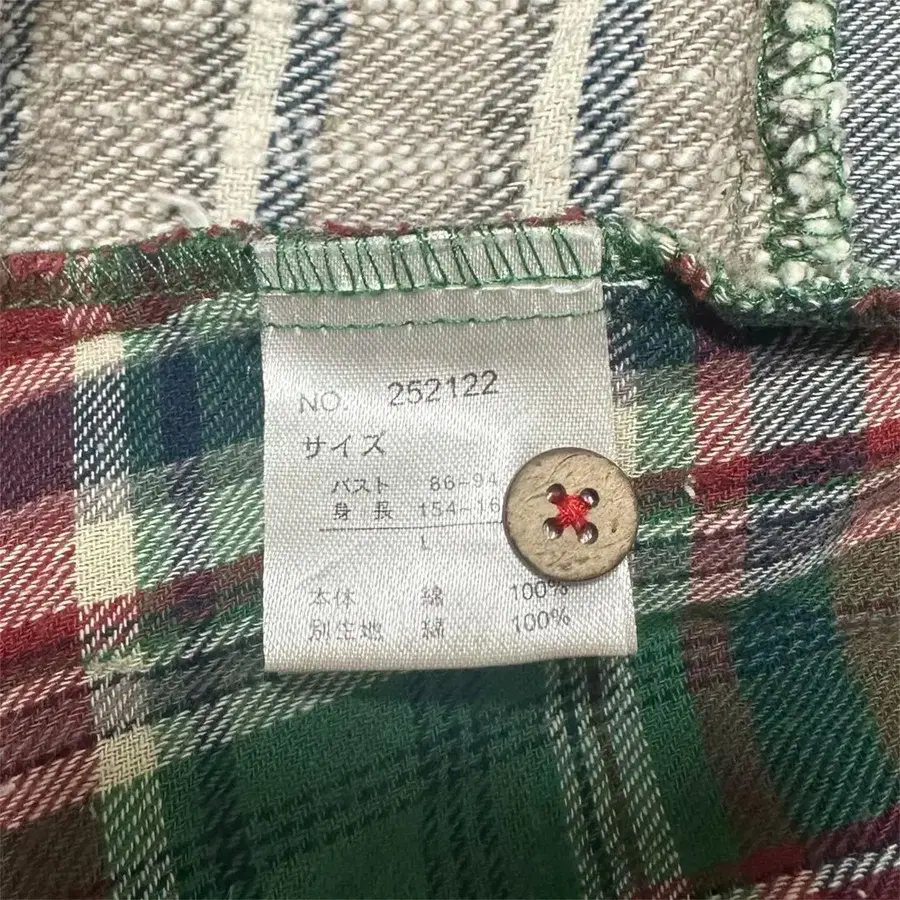 NO. 252122
サイズ
バスト 86-94
身長 154-16
L
本体 綿 100%
別生地 綿 100%